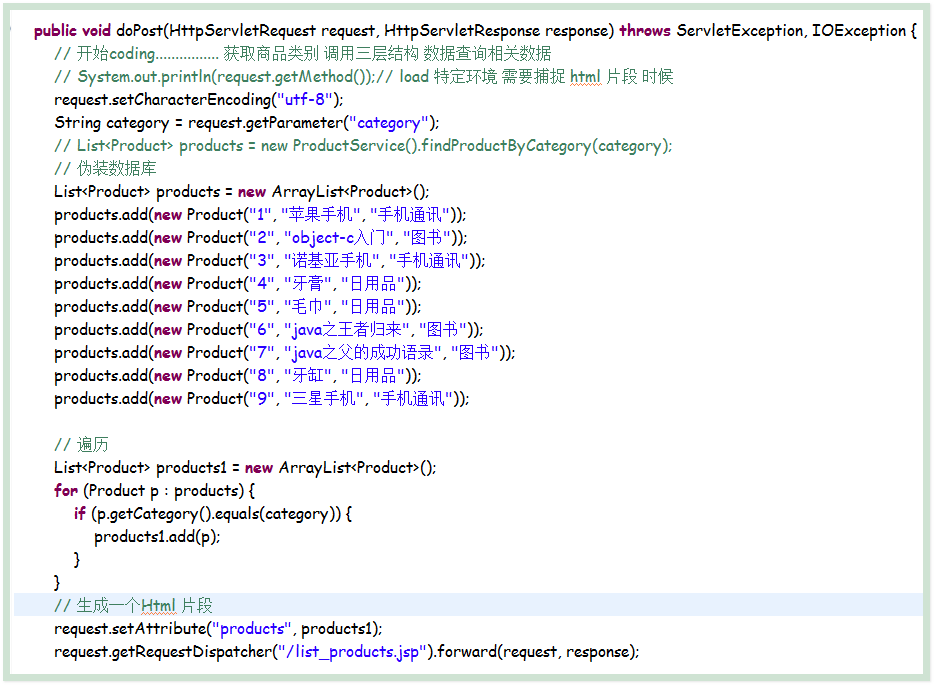 public void doPost(HttpServletRequest request, HttpServletResponse response) throws ServletException, IOException {
// 开始coding............... 获取商品类别 调用三层结构 数据查询相关数据
// System.out.println(request.getMethod());// load 特定环境 需要捕捉 html 片段 时候
request.setCharacterEncoding("utf-8");
String category = request.getParameter("category");
// List<Product> products = new ProductService().findProductByCategory(category);
// 伪装数据库
List<Product> products = new ArrayList<Product>();
products.add(new Product("1", "苹果手机", "手机通讯"));
products.add(new Product("2", "object-c入门", "图书"));
products.add(new Product("3", "诺基亚手机", "手机通讯"));
products.add(new Product("4", "牙膏", "日用品"));
products.add(new Product("5", "毛巾", "日用品"));
products.add(new Product("6", "java之王者归来", "图书"));
products.add(new Product("7", "java之父的成功语录", "图书"));
products.add(new Product("8", "牙缸", "日用品"));
products.add(new Product("9", "三星手机", "手机通讯"));
// 遍历
List<Product> products1 = new ArrayList<Product>();
for (Product p : products) {
if (p.getCategory().equals(category)) {
products1.add(p);
}
}
// 生成一个Html 片段
request.setAttribute("products", products1);
request.getRequestDispatcher("/list_products.jsp").forward(request, response);